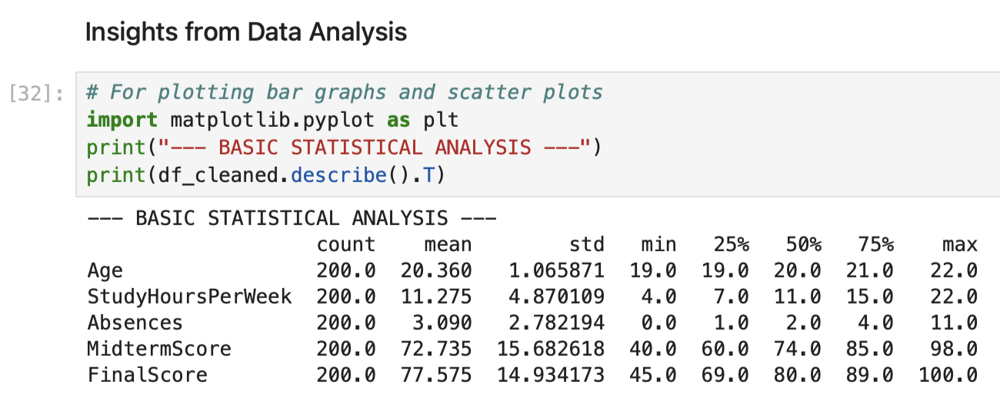 Insights from Data Analysis
[32]: # For plotting bar graphs and scatter plots
import matplotlib.pyplot as plt
print("--- BASIC STATISTICAL ANALYSIS ---")
print(df_cleaned.describe().T)
--- BASIC STATISTICAL ANALYSIS ---
count mean std min 25% 50% 75% max
Age 200.0 20.360 1.065871 19.0 19.0 20.0 21.0 22.0
StudyHoursPerWeek 200.0 11.275 4.870109 4.0 7.0 11.0 15.0 22.0
Absences 200.0 3.090 2.782194 0.0 1.0 2.0 4.0 11.0
MidtermScore 200.0 72.735 15.682618 40.0 60.0 74.0 85.0 98.0
FinalScore 200.0 77.575 14.934173 45.0 69.0 80.0 89.0 100.0